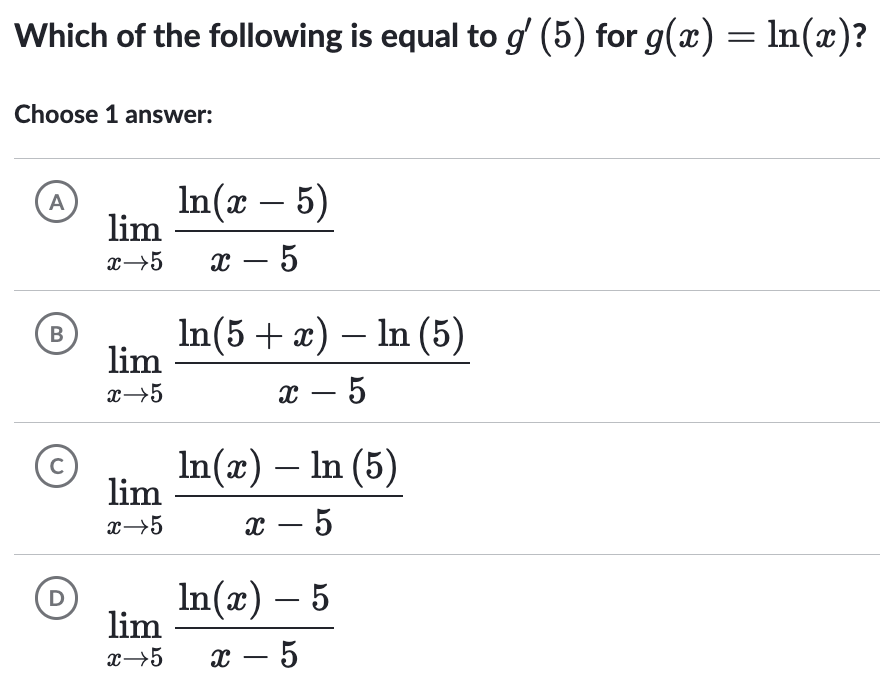 Which of the following is equal to g′ (5) for g(x) = ln(x)?
Choose 1 answer:
A
lim x→5 ln(x − 5) / x − 5
B
lim x→5 ln(5 + x) − ln (5) / x − 5
C
lim x→5 ln(x) − ln (5) / x − 5
D
lim x→5 ln(x) − 5 / x − 5